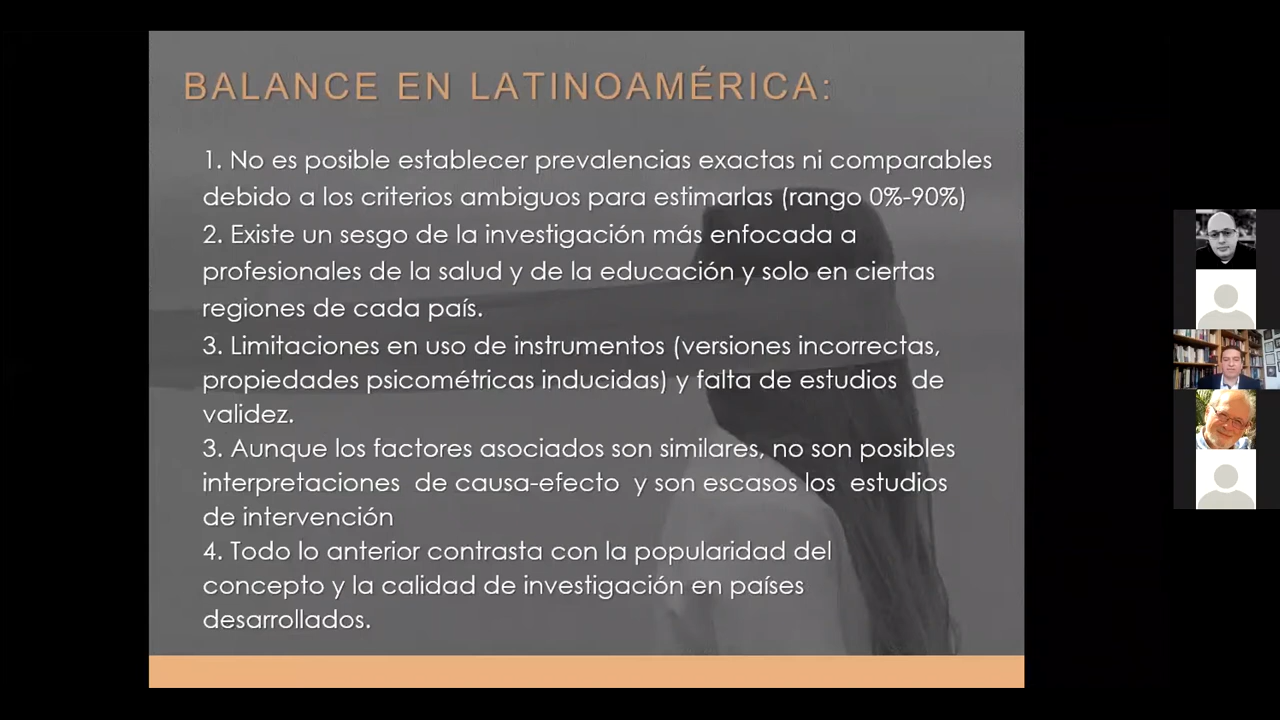 BALANCE EN LATINOAMÉRICA:
1. No es posible establecer prevalencias exactas ni comparables
debido a los criterios ambiguos para estimarlas (rango 0%-90%)
2. Existe un sesgo de la investigación más enfocada a
profesionales de la salud y de la educación y solo en ciertas
regiones de cada país.
3. Limitaciones en uso de instrumentos (versiones incorrectas,
propiedades psicométricas inducidas) y falta de estudios de
validez.
3. Aunque los factores asociados son similares, no son posibles
interpretaciones de causa-efecto y son escasos los estudios
de intervención
4. Todo lo anterior contrasta con la popularidad del
concepto y la calidad de investigación en países
desarrollados.